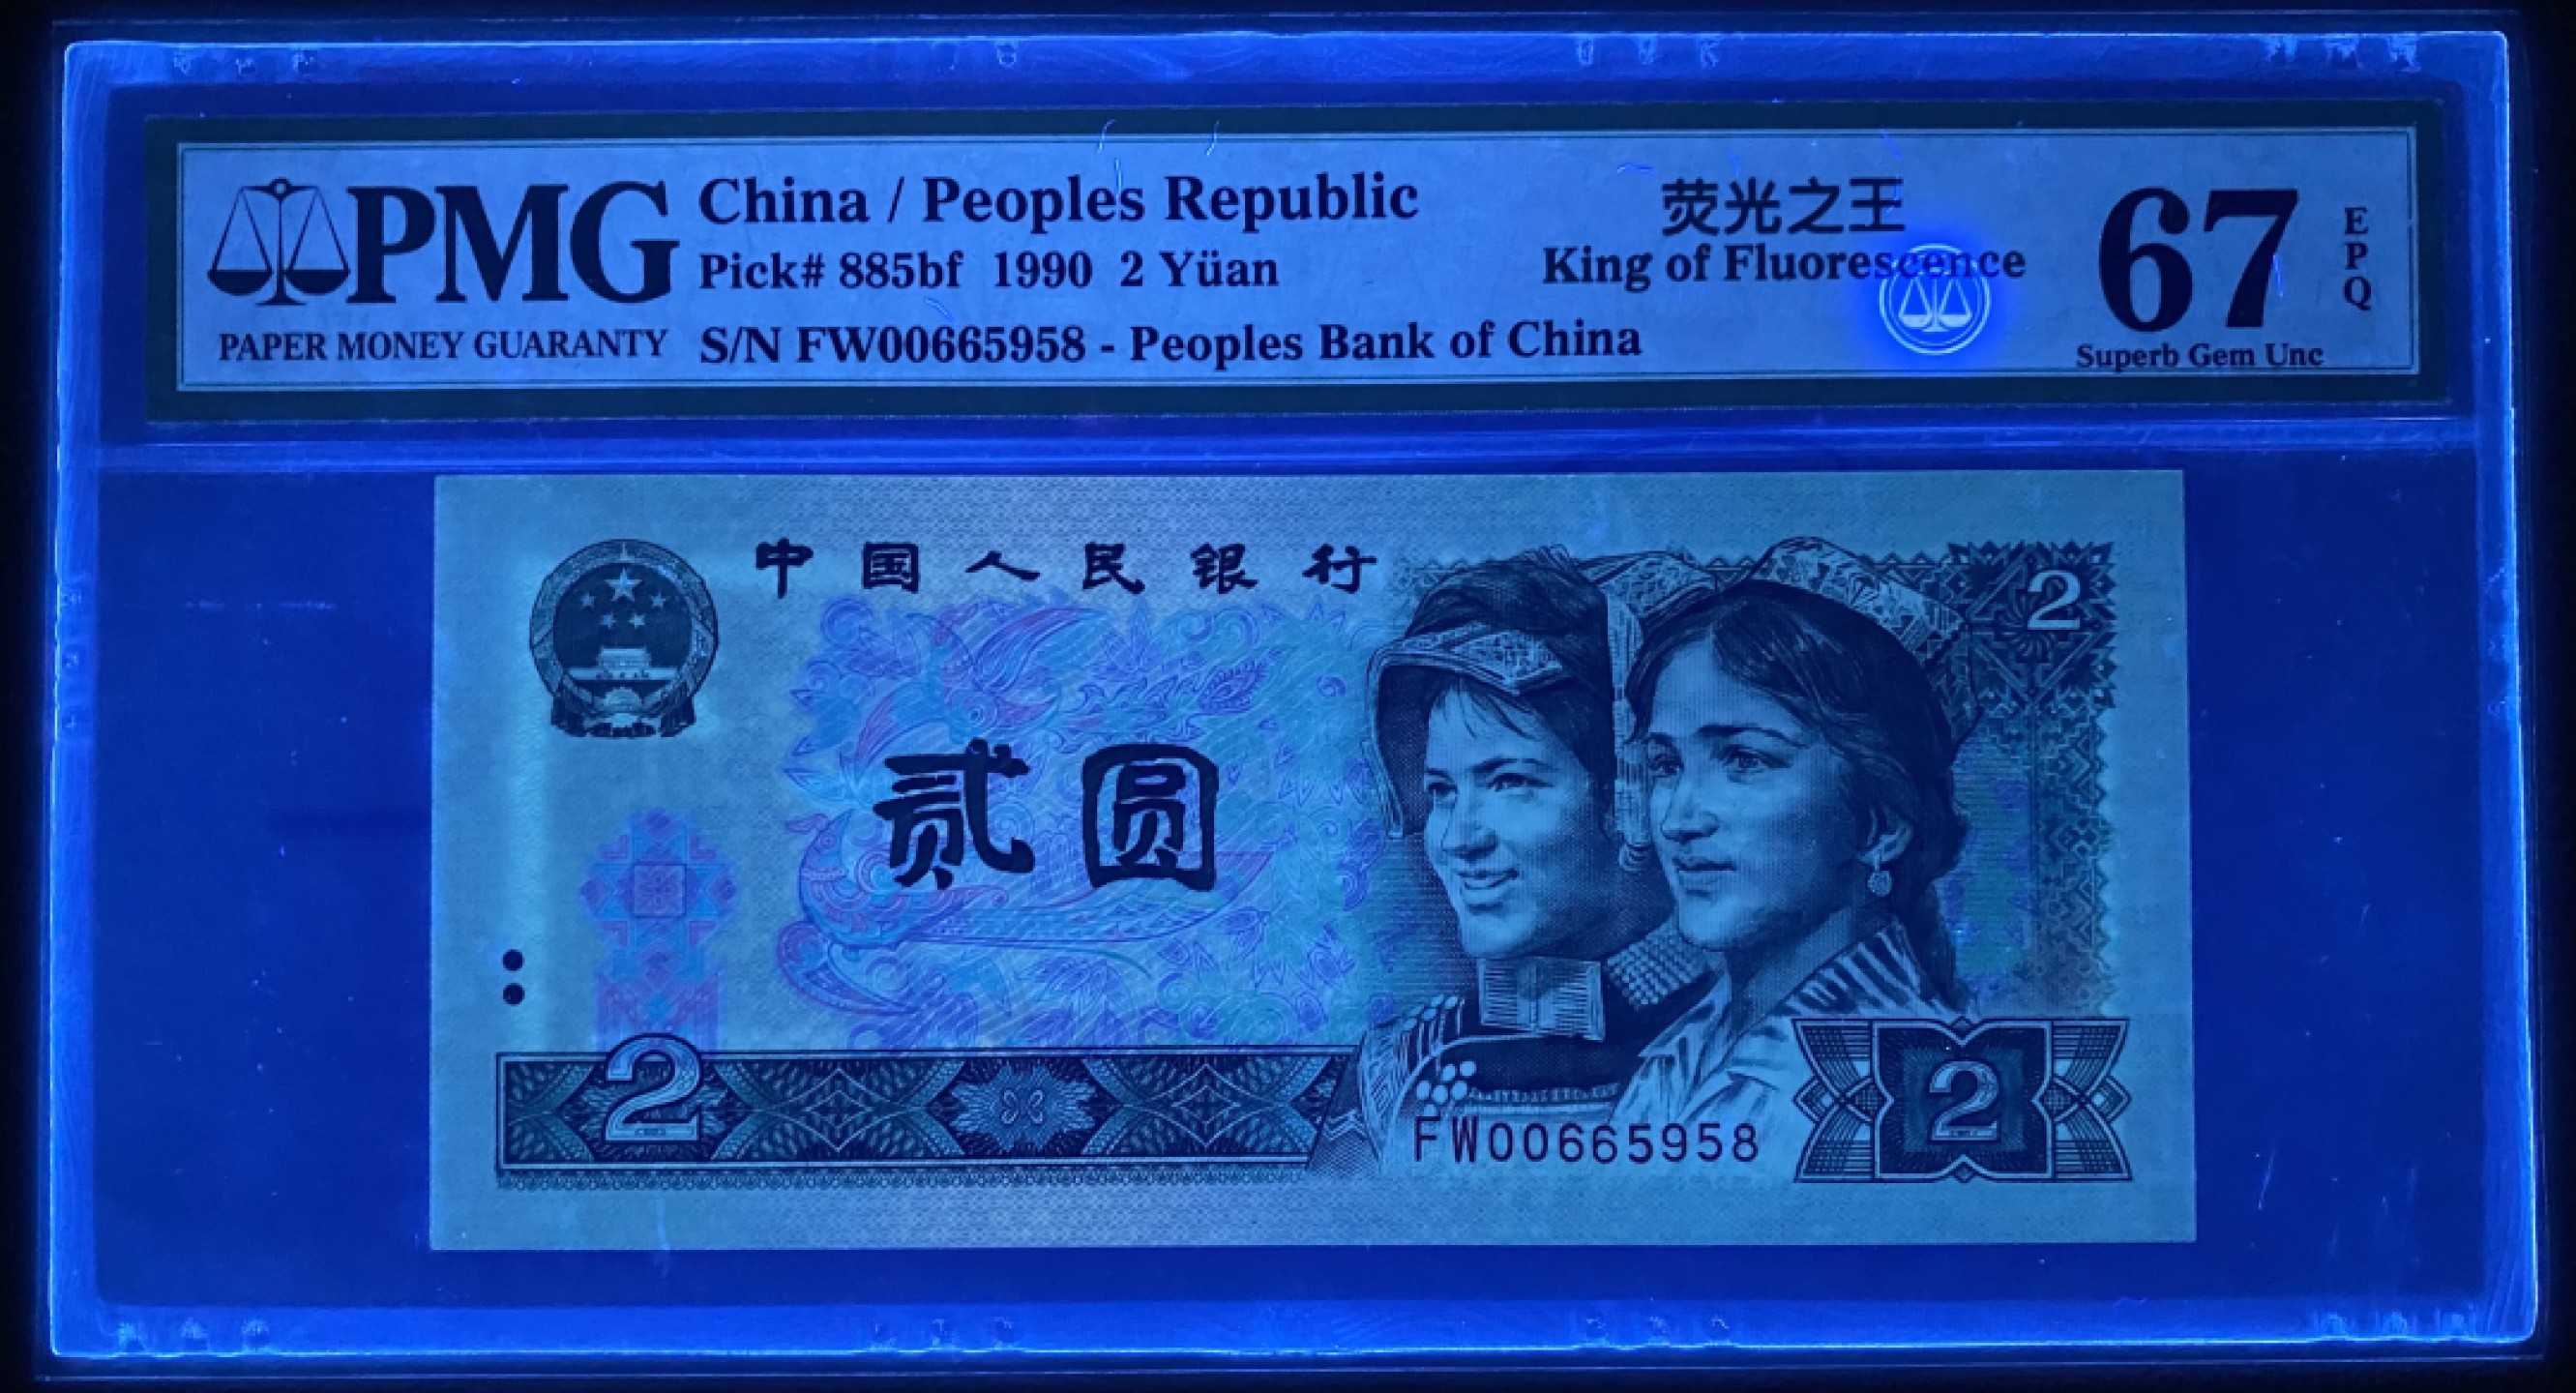 PMG
PAPER MONEY GUARANTY
China / Peoples Republic
Pick# 885bf 1990 2 Yüan
S/N FW00665958 - Peoples Bank of China
荧光之王
King of Fluorescence
67
EPQ
Superb Gem Unc
中国人民银行
2
贰圆
2
FW00665958
2